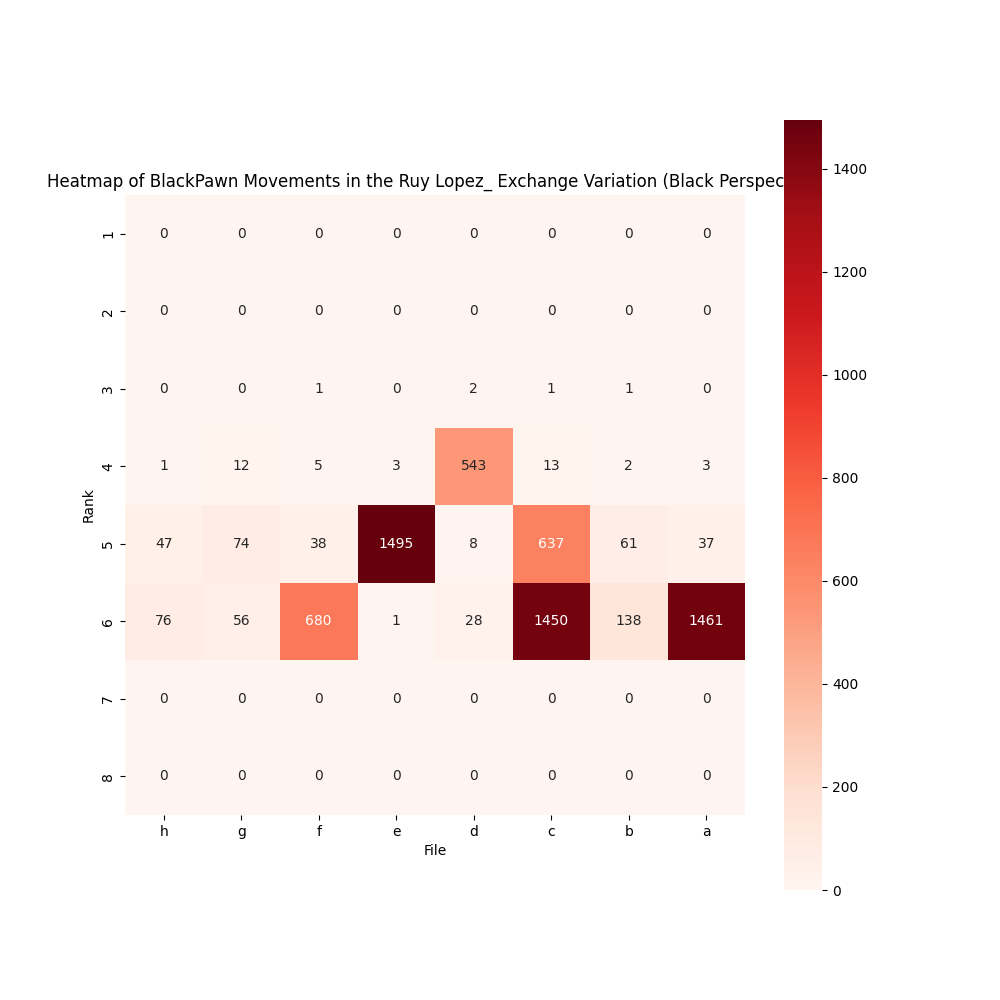 Heatmap of BlackPawn Movements in the Ruy Lopez_ Exchange Variation (Black Perspec
1400
1 0 0 0 0 0 0 0 0
1200
2 0 0 0 0 0 0 0 0
3 0 0 1 0 2 1 1 0
1000
4 1 12 5 3 543 13 2 3
800
Rank
5 47 74 38 1495 8 637 61 37
600
6 76 56 680 1 28 1450 138 1461
400
7 0 0 0 0 0 0 0 0
8 0 0 0 0 0 0 0 0
200
h g f e d c b a
File
0